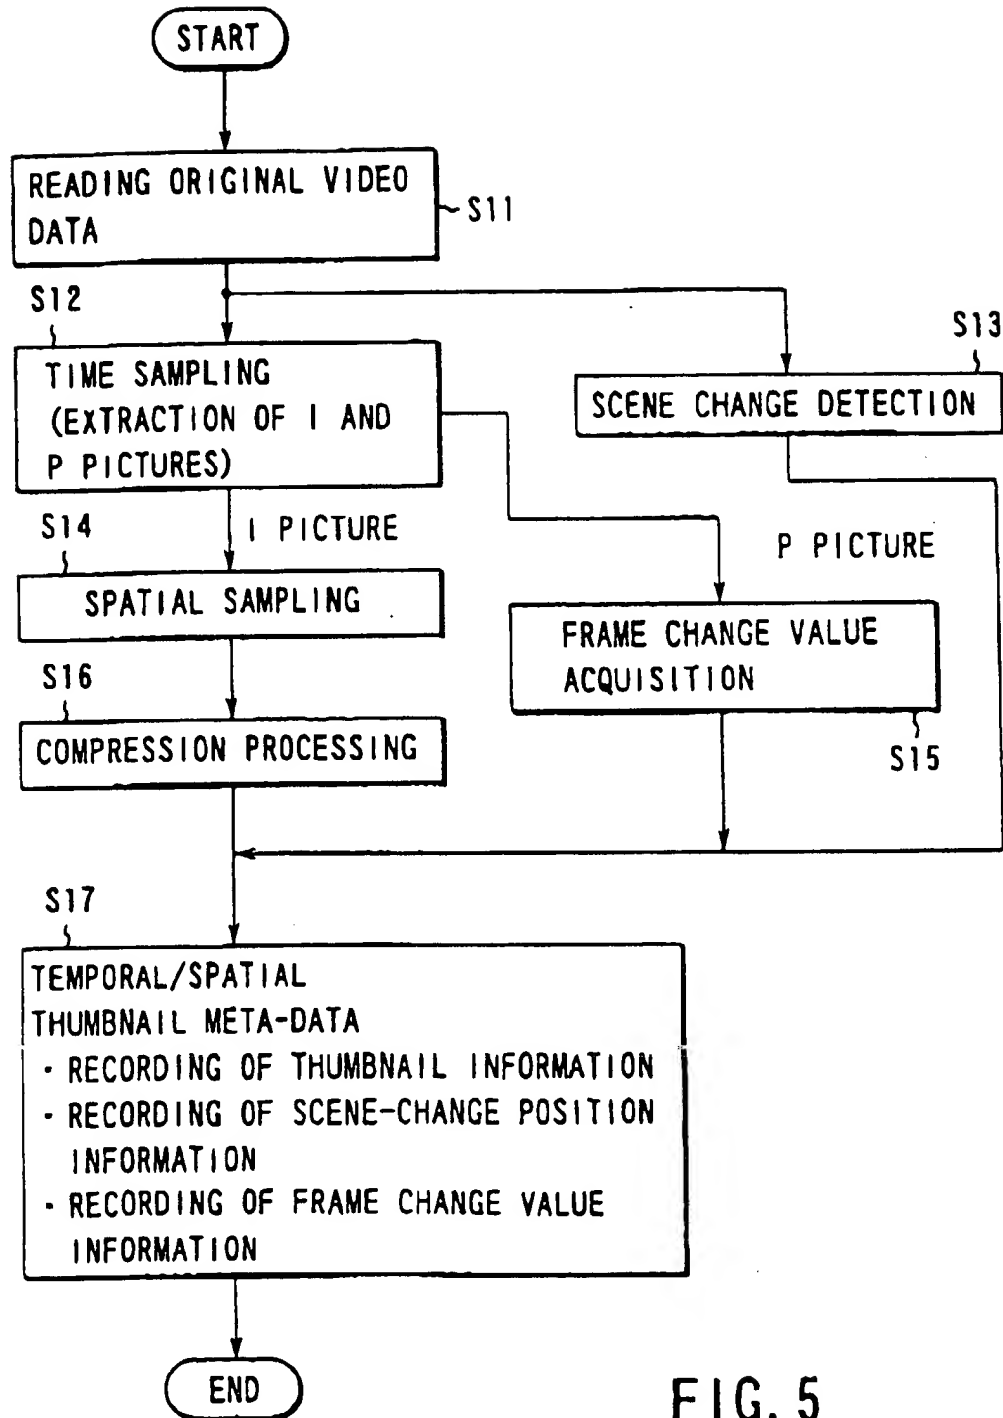 START
READING ORIGINAL VIDEO
DATA
S11
S12
TIME SAMPLING
(EXTRACTION OF I AND
P PICTURES)
S13
SCENE CHANGE DETECTION
S14
I PICTURE
P PICTURE
SPATIAL SAMPLING
FRAME CHANGE VALUE
ACQUISITION
S15
S16
COMPRESSION PROCESSING
S17
TEMPORAL/SPATIAL
THUMBNAIL META-DATA
· RECORDING OF THUMBNAIL INFORMATION
· RECORDING OF SCENE-CHANGE POSITION
INFORMATION
· RECORDING OF FRAME CHANGE VALUE
INFORMATION
END
FIG. 5